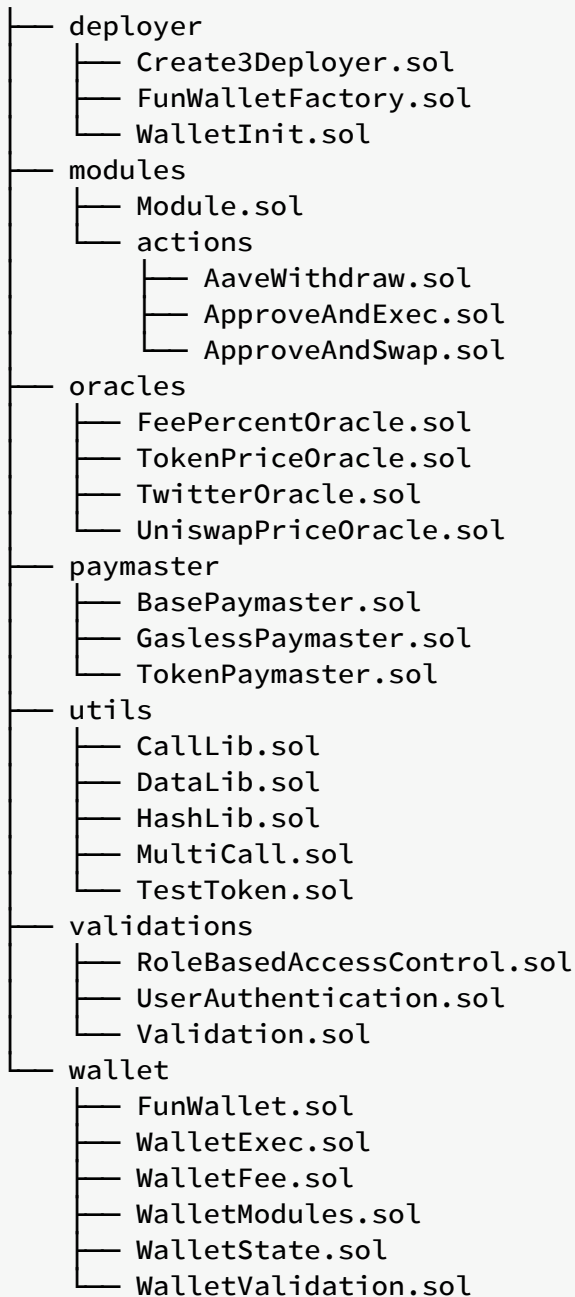 ├── deployer
│   ├── Create3Deployer.sol
│   ├── FunWalletFactory.sol
│   └── WalletInit.sol
├── modules
│   ├── Module.sol
│   └── actions
│       ├── AaveWithdraw.sol
│       ├── ApproveAndExec.sol
│       └── ApproveAndSwap.sol
├── oracles
│   ├── FeePercentOracle.sol
│   ├── TokenPriceOracle.sol
│   ├── TwitterOracle.sol
│   └── UniswapPriceOracle.sol
├── paymaster
│   ├── BasePaymaster.sol
│   ├── GaslessPaymaster.sol
│   └── TokenPaymaster.sol
├── utils
│   ├── CallLib.sol
│   ├── DataLib.sol
│   ├── HashLib.sol
│   ├── MultiCall.sol
│   └── TestToken.sol
├── validations
│   ├── RoleBasedAccessControl.sol
│   ├── UserAuthentication.sol
│   └── Validation.sol
└── wallet
    ├── FunWallet.sol
    ├── WalletExec.sol
    ├── WalletFee.sol
    ├── WalletModules.sol
    ├── WalletState.sol
    └── WalletValidation.sol